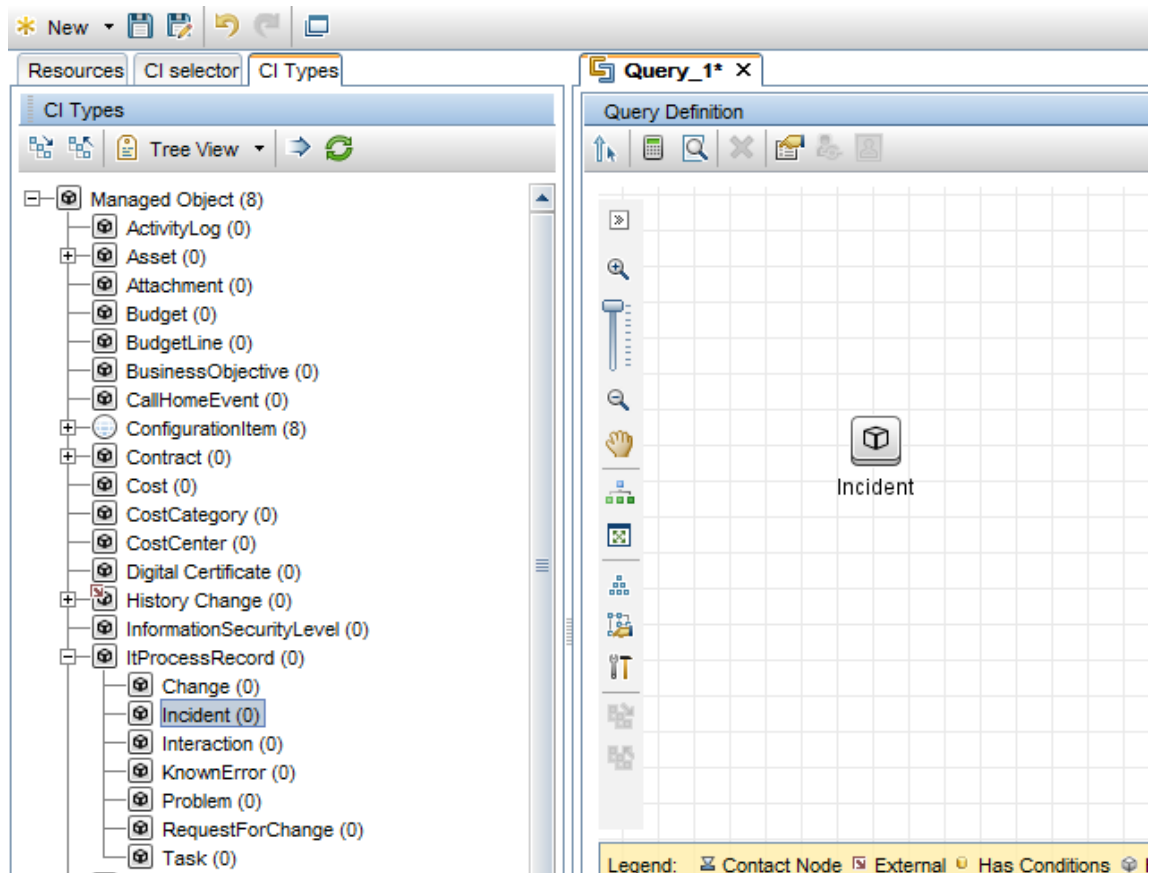 New
Resources CI selector CI Types
Query_1* X
CI Types
Tree View
Managed Object (8)
ActivityLog (0)
Asset (0)
Attachment (0)
Budget (0)
BudgetLine (0)
BusinessObjective (0)
CallHomeEvent (0)
ConfigurationItem (8)
Contract (0)
Cost (0)
CostCategory (0)
CostCenter (0)
Digital Certificate (0)
History Change (0)
InformationSecurityLevel (0)
ItProcessRecord (0)
Change (0)
Incident (0)
Interaction (0)
KnownError (0)
Problem (0)
RequestForChange (0)
Task (0)
Query Definition
Incident
Legend: Contact Node External Has Conditions